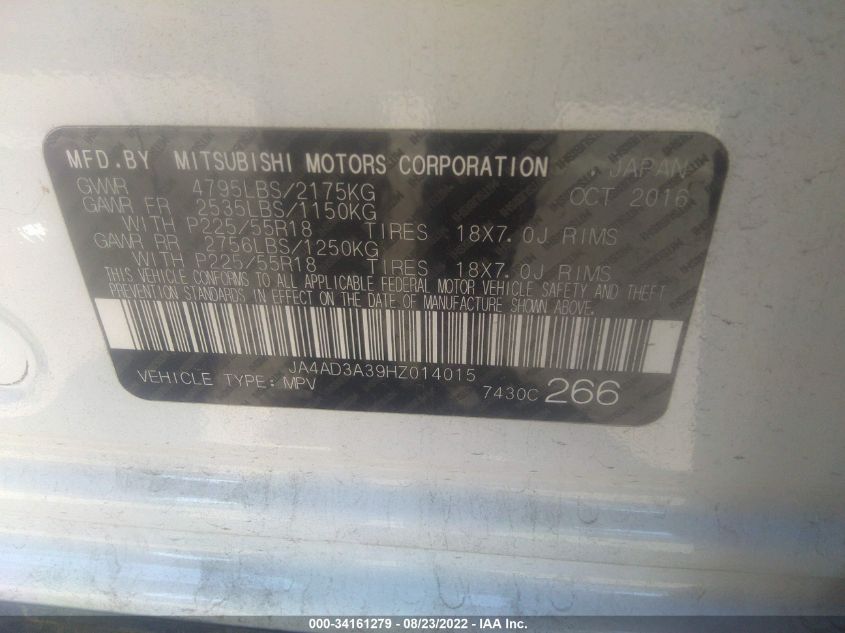 MFD.BY MITSUBISHI MOTORS CORPORATION JAPAN
GVWR 4795LBS/2175KG OCT 2016
GAWR FR 2535LBS/1150KG
WITH P225/55R18 TIRES 18X7.0J RIMS
GAWR RR 2756LBS/1250KG
WITH P225/55R18 TIRES 18X7.0J RIMS
THIS VEHICLE CONFORMS TO ALL APPLICABLE FEDERAL MOTOR VEHICLE SAFETY AND THEFT
PREVENTION STANDARDS IN EFFECT ON THE DATE OF MANUFACTURE SHOWN ABOVE.
JA4AD3A39HZ014015
VEHICLE TYPE: MPV 7430C 266
000-34161279 - 08/23/2022 - IAA Inc.